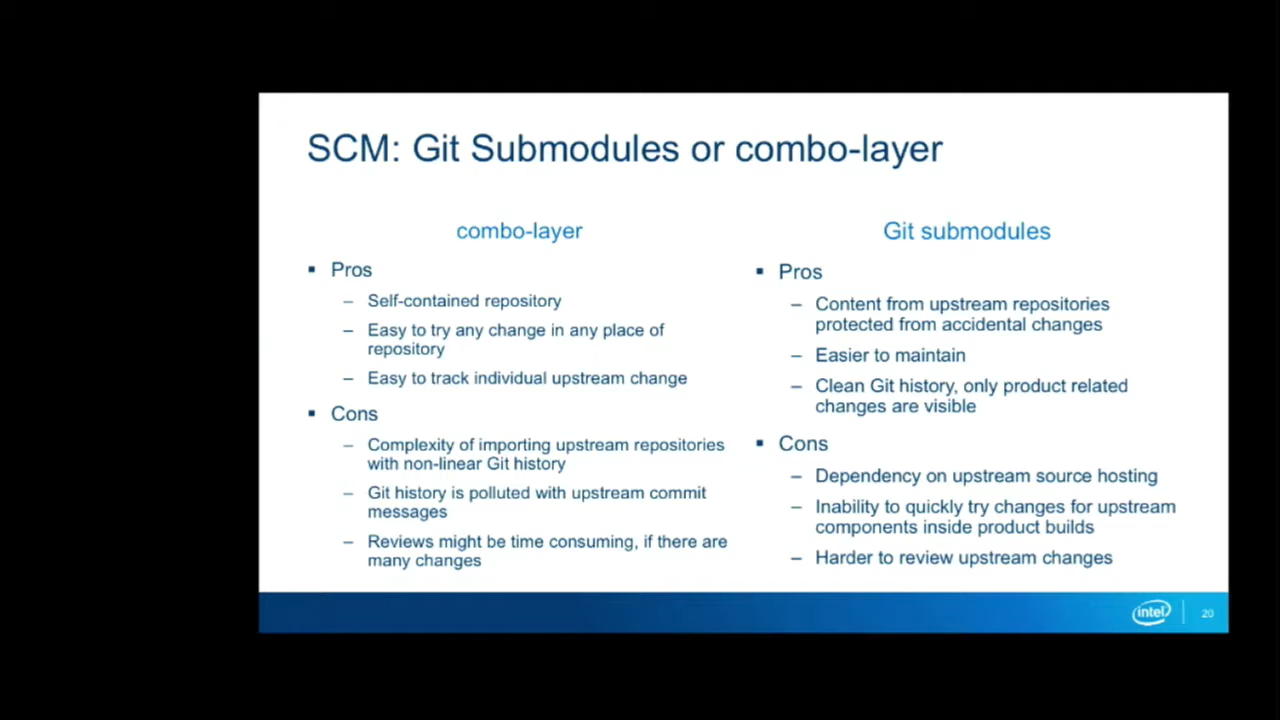 SCM: Git Submodules or combo-layer
combo-layer
▪ Pros
– Self-contained repository
– Easy to try any change in any place of
repository
– Easy to track individual upstream change
▪ Cons
– Complexity of importing upstream repositories
with non-linear Git history
– Git history is polluted with upstream commit
messages
– Reviews might be time consuming, if there are
many changes
Git submodules
▪ Pros
– Content from upstream repositories
protected from accidental changes
– Easier to maintain
– Clean Git history, only product related
changes are visible
▪ Cons
– Dependency on upstream source hosting
– Inability to quickly try changes for upstream
components inside product builds
– Harder to review upstream changes
intel
20